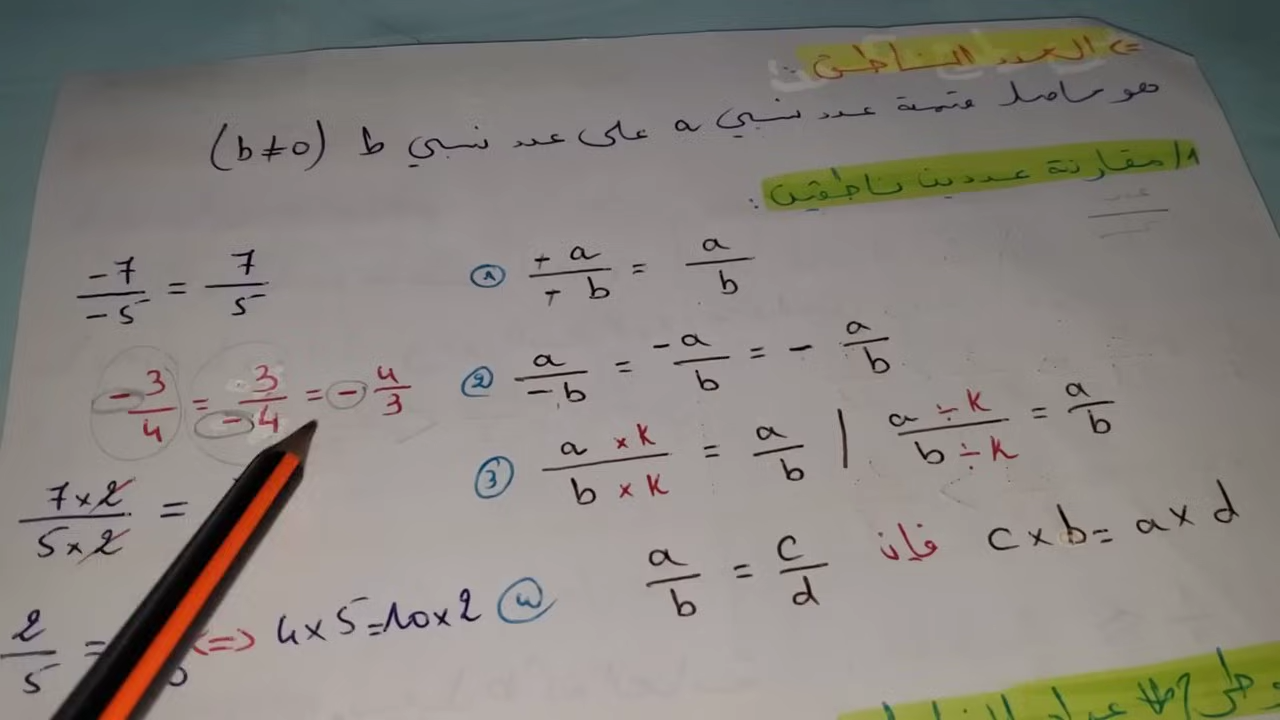 => العدد الناطق :
هو حاصل قسمة عدد نسبي a على عدد نسبي b (b≠0)
1/ مقارنة عددين ناطقين :
① +a/+b = a/b
-7/-5 = 7/5
② a/-b = -a/b = - a/b
-3/4 = 3/-4 = - 4/3
③ a×k/b×k = a/b | a÷k/b÷k = a/b
7×2/5×2 =
④ a/b = c/d فإن c×b = a×d
2/5 = <=> 4×5=10×2